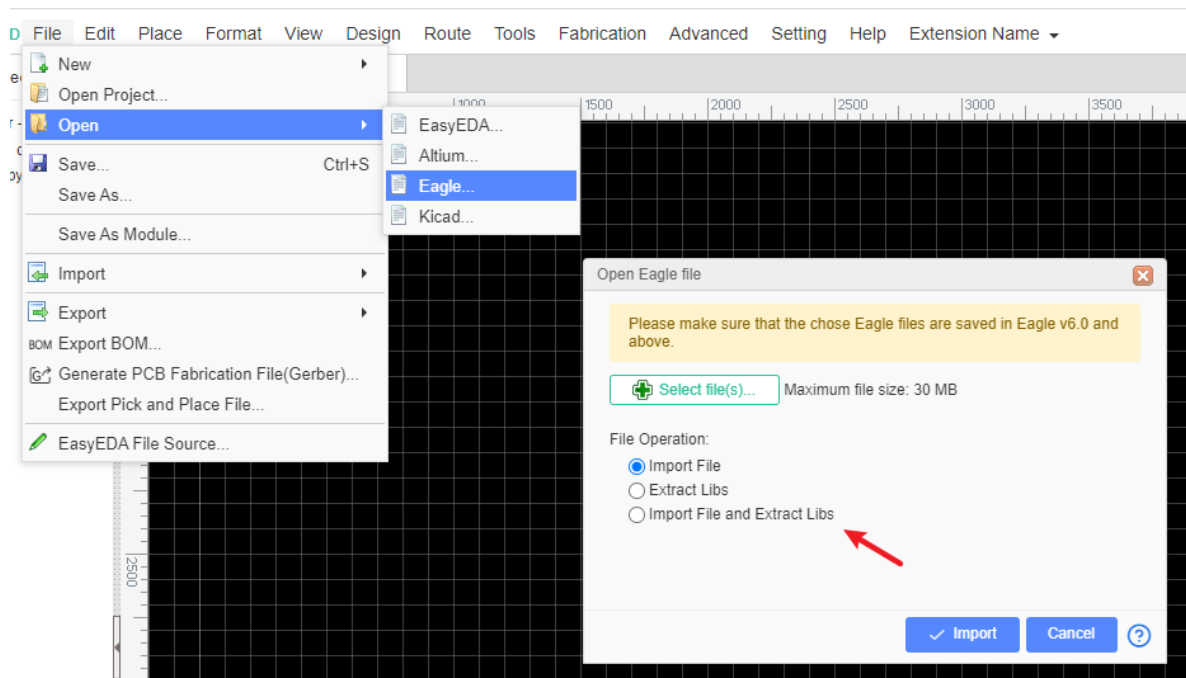 D File Edit Place Format View Design Route Tools Fabrication Advanced Setting Help Extension Name
New
Open Project...
Open
Save... Ctrl+S
Save As...
Save As Module...
Import
Export
BOM Export BOM...
G Generate PCB Fabrication File(Gerber)...
Export Pick and Place File...
EasyEDA File Source...
EasyEDA...
Altium...
Eagle...
Kicad...
1000 1500 2000 2500 3000 3500
2500
Open Eagle file
Please make sure that the chose Eagle files are saved in Eagle v6.0 and
above.
Select file(s)... Maximum file size: 30 MB
File Operation:
Import File
Extract Libs
Import File and Extract Libs
Import Cancel ?